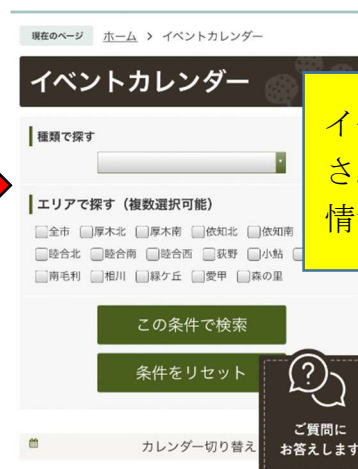 現在のページ ホーム > イベントカレンダー
イベントカレンダー
種類で探す
エリアで探す（複数選択可能）
全市 厚木北 厚木南 依知北 依知南
睦合北 睦合南 睦合西 荻野 小鮎
南毛利 相川 緑ケ丘 愛甲 森の里
この条件で検索
条件をリセット
カレンダー切り替え
ご質問に
お答えします
イ
さ
情